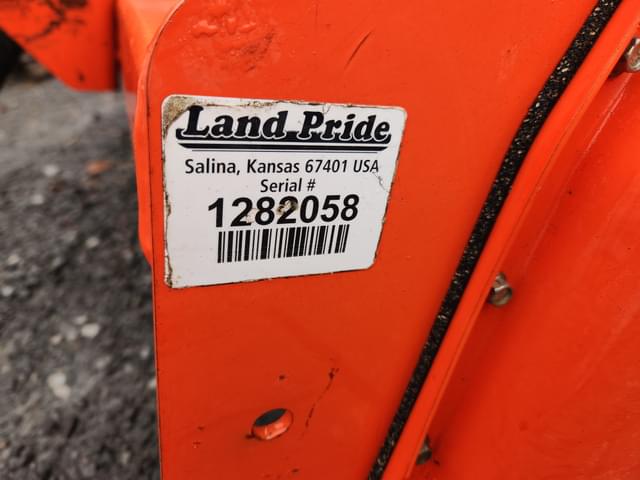 Land Pride
Salina, Kansas 67401 USA
Serial #
1282058